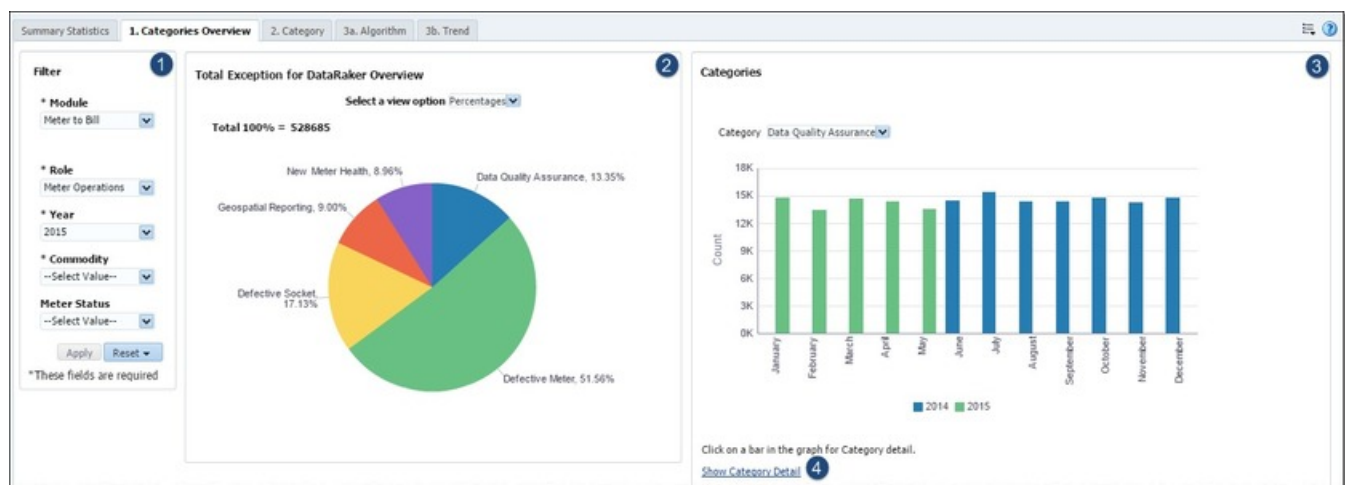 Summary Statistics
1. Categories Overview
2. Category
3a. Algorithm
3b. Trend
Filter
1
* Module
Meter to Bill
* Role
Meter Operations
* Year
2015
* Commodity
--Select Value--
Meter Status
--Select Value--
Apply
Reset
*These fields are required
Total Exception for DataRaker Overview
2
Select a view option Percentages
Total 100% = 528685
New Meter Health, 8.96%
Data Quality Assurance, 13.35%
Geospatial Reporting, 9.00%
Defective Socket,
17.13%
Defective Meter, 51.56%
Categories
3
Category Data Quality Assurance
18K
15K
12K
9K
6K
3K
0K
Count
January
February
March
April
May
June
July
August
September
October
November
December
2014
2015
Click on a bar in the graph for Category detail.
Show Category Detail
4
?